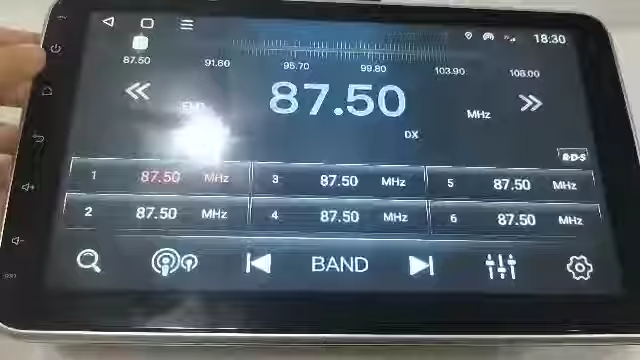 18:30
87.50 91.80 95.70 99.80 103.90 108.00
87.50 MHz
DX
RDS
1 87.50 MHz 3 87.50 MHz 5 87.50 MHz
2 87.50 MHz 4 87.50 MHz 6 87.50 MHz
BAND